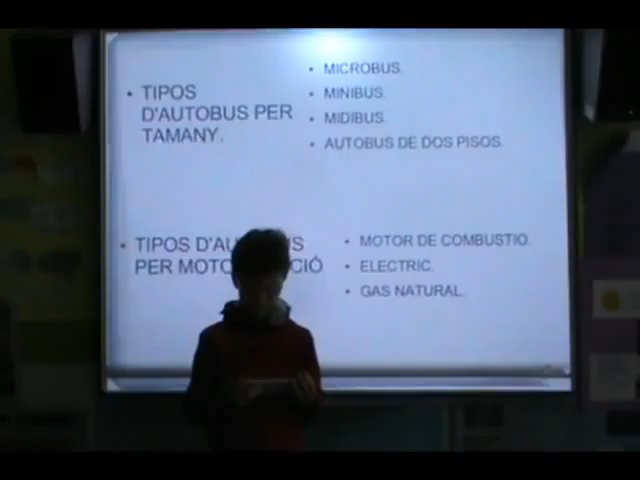 • TIPOS
D'AUTOBUS PER
TAMANY.
• MICROBUS.
• MINIBUS.
• MIDIBUS.
• AUTOBUS DE DOS PISOS.
• TIPOS
PER
• MOTOR DE COMBUSTIO.
• ELECTRIC.
• GAS NATURAL.